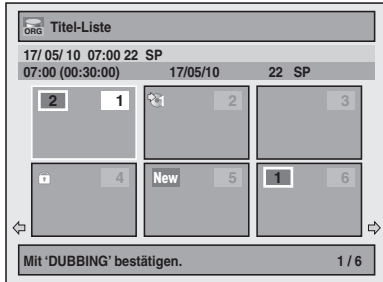 ORG Titel-Liste
17/ 05/ 10 07:00 22 SP
07:00 (00:30:00) 17/05/10 22 SP
2 1 1 2 3
4 New 5 1 6
Mit 'DUBBING' bestätigen. 1 / 6